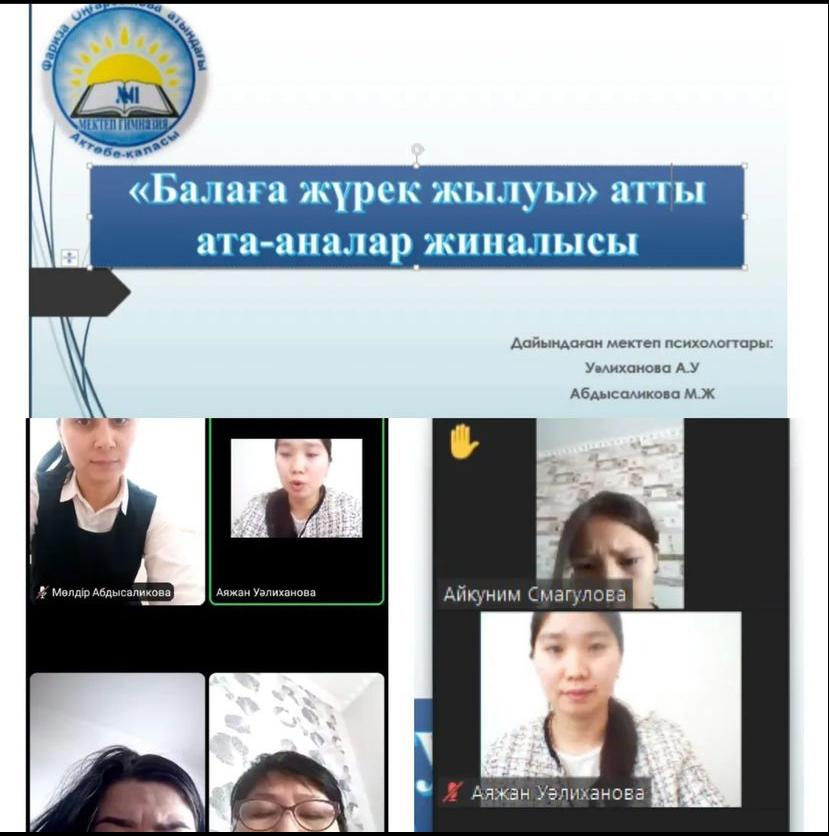 Фариза Оңғарсынова атындағы
№41
МЕКТЕП ГИМНАЗИЯ
Ақтөбе-қаласы
«Балаға жүрек жылуы» атты
ата-аналар жиналысы
Дайындаған мектеп психологтары:
Уәлиханова А.У
Абдысаликова М.Ж
Мөлдір Абдысаликова
Аяжан Уәлиханова
Айкуним Смагулова
Аяжан Уәлиханова